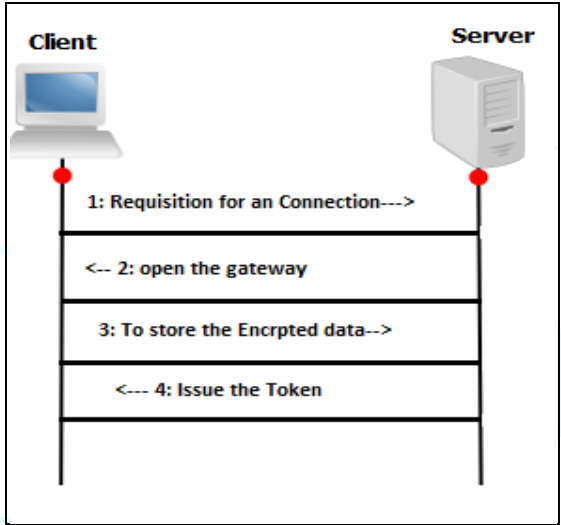 Client
Server
1: Requisition for an Connection--->
<-- 2: open the gateway
3: To store the Encrpted data-->
<--- 4: Issue the Token